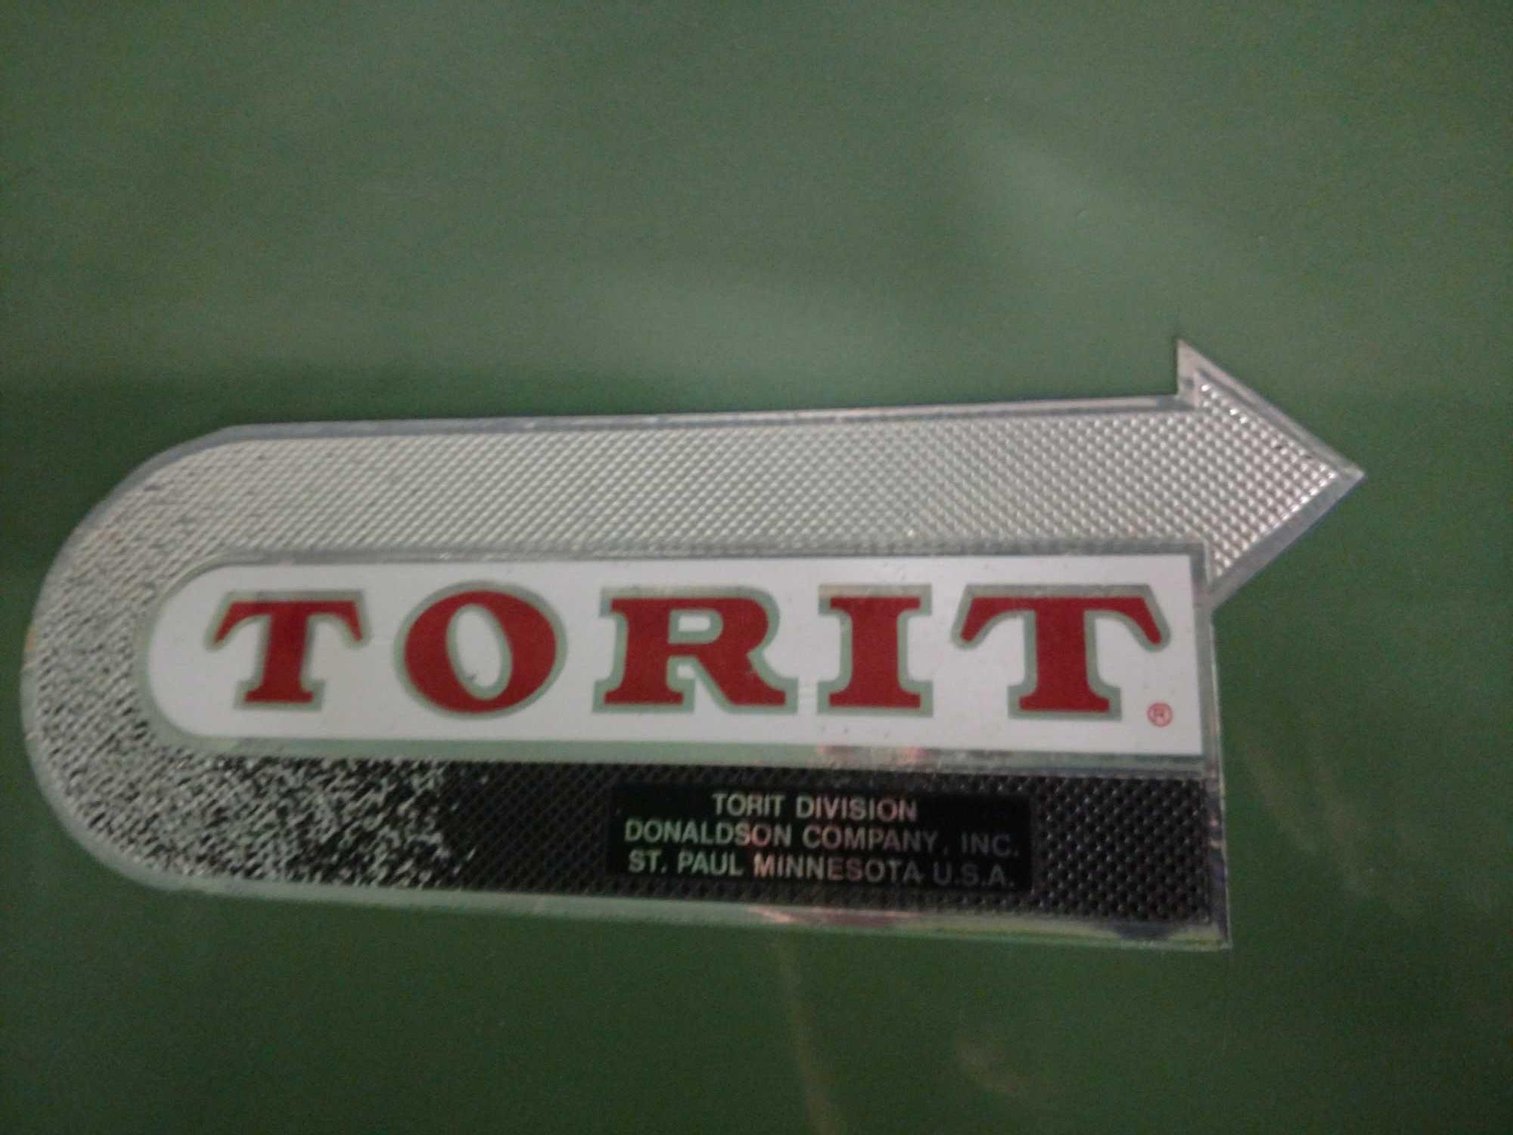 TORIT®
TORIT DIVISION
DONALDSON COMPANY, INC.
ST. PAUL MINNESOTA U.S.A.